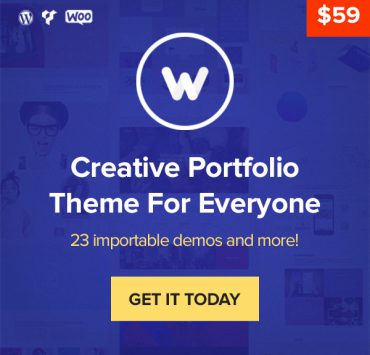 WOO
$59
W
Creative Portfolio
Theme For Everyone
23 importable demos and more!
GET IT TODAY